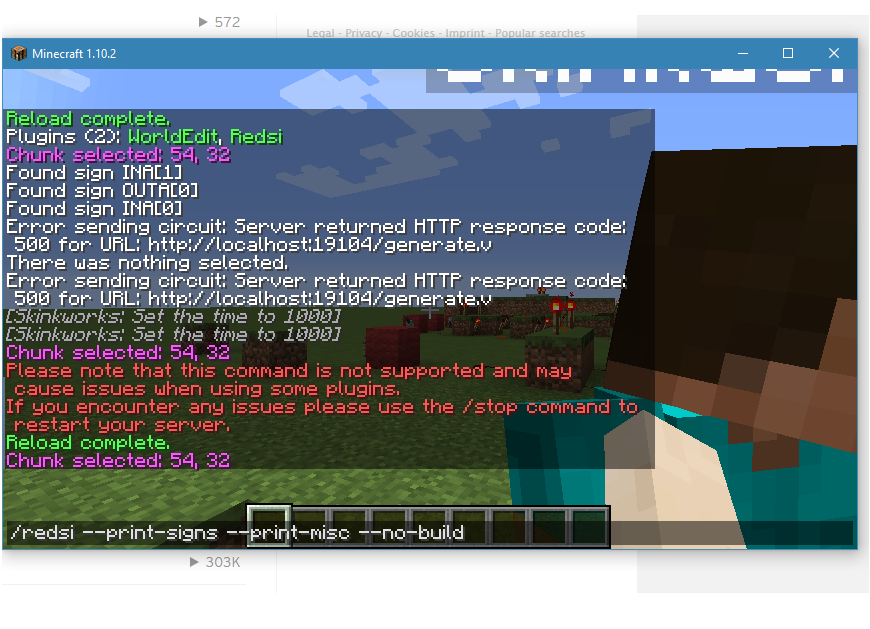 ▶ 572
Legal - Privacy - Cookies - Imprint - Popular searches
Minecraft 1.10.2
Reload complete.
Plugins (2): WorldEdit, Redsi
Chunk selected: 54, 32
Found sign INA[1]
Found sign OUTA[0]
Found sign INA[0]
Error sending circuit: Server returned HTTP response code:
500 for URL: http://localhost:19104/generate.v
There was nothing selected.
Error sending circuit: Server returned HTTP response code:
500 for URL: http://localhost:19104/generate.v
[Skinkworks: Set the time to 1000]
[Skinkworks: Set the time to 1000]
Chunk selected: 54, 32
Please note that this command is not supported and may
cause issues when using some plugins.
If you encounter any issues please use the /stop command to
restart your server.
Reload complete.
Chunk selected: 54, 32
/redsi --print-signs --print-misc --no-build
▶ 303K